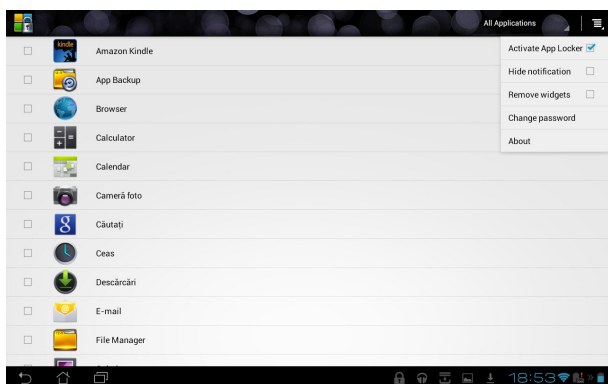 All Applications
Activate App Locker
Hide notification
Remove widgets
Change password
About
kindle
Amazon Kindle
App Backup
Browser
Calculator
Calendar
Cameră foto
Căutați
Ceas
Descărcări
E-mail
File Manager
18:53